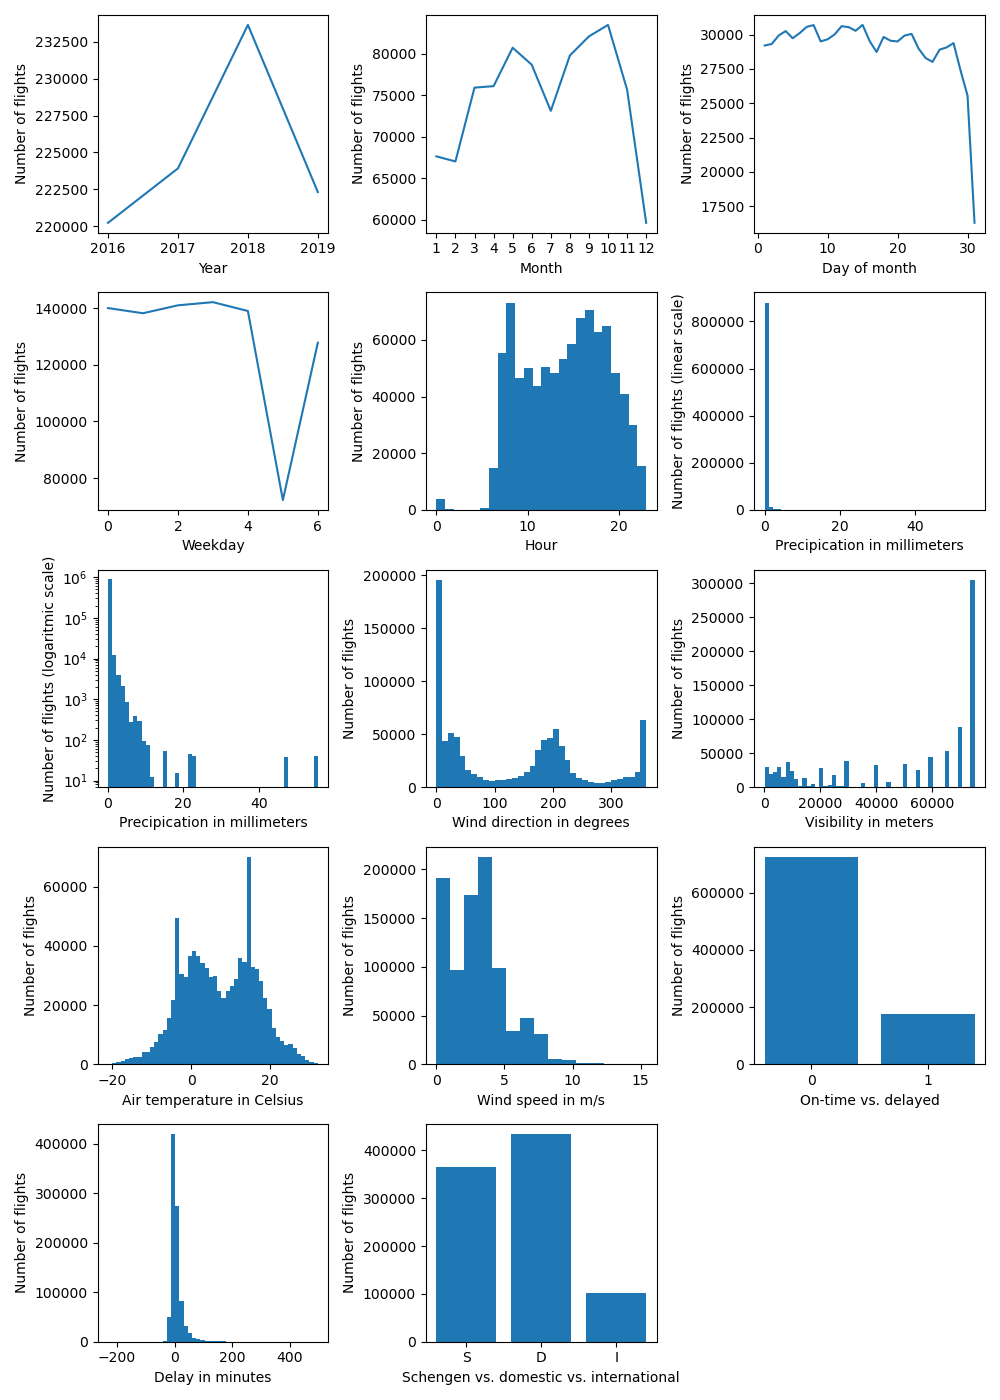 Number of flights
232500
230000
227500
225000
222500
220000
2016 2017 2018 2019
Year
Number of flights
80000
75000
70000
65000
60000
1 2 3 4 5 6 7 8 9 10 11 12
Month
Number of flights
30000
27500
25000
22500
20000
17500
0 10 20 30
Day of month
Number of flights
140000
120000
100000
80000
0 2 4 6
Weekday
Number of flights
60000
40000
20000
0
0 10 20
Hour
Number of flights (linear scale)
800000
600000
400000
200000
0
0 20 40
Precipication in millimeters
Number of flights (logaritmic scale)
10⁶
10⁵
10⁴
10³
10²
10¹
0 20 40
Precipication in millimeters
Number of flights
200000
150000
100000
50000
0
0 100 200 300
Wind direction in degrees
Number of flights
300000
250000
200000
150000
100000
50000
0
0 20000 40000 60000
Visibility in meters
Number of flights
60000
40000
20000
0
−20 0 20
Air temperature in Celsius
Number of flights
200000
150000
100000
50000
0
0 5 10 15
Wind speed in m/s
Number of flights
600000
400000
200000
0
0 1
On-time vs. delayed
Number of flights
400000
300000
200000
100000
0
−200 0 200 400
Delay in minutes
Number of flights
400000
300000
200000
100000
0
S D I
Schengen vs. domestic vs. international